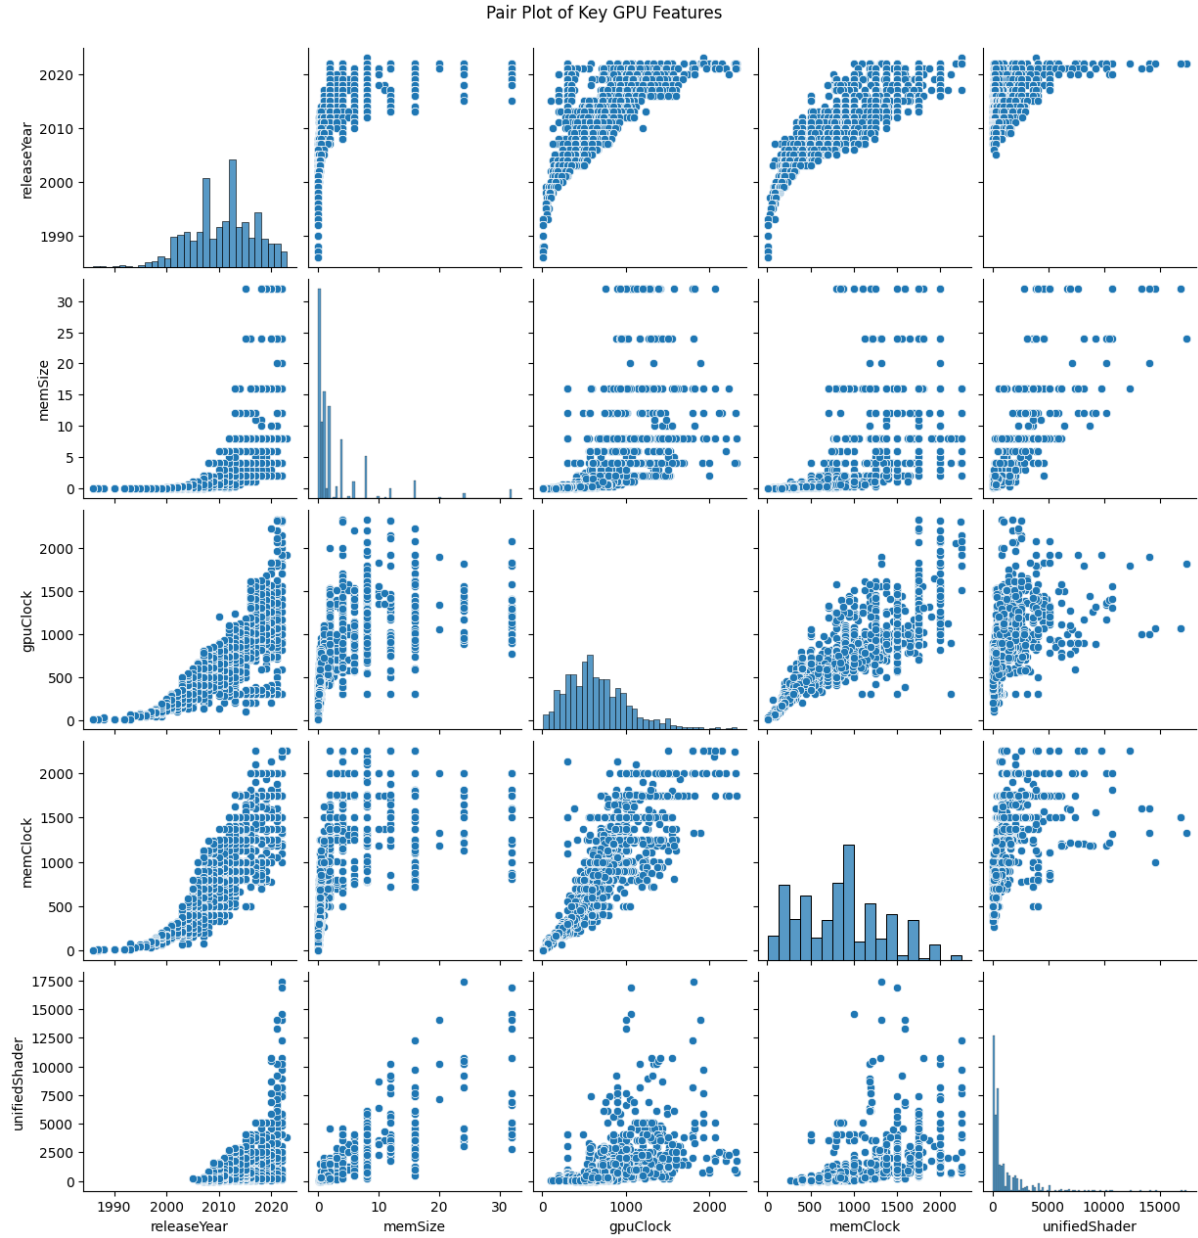 Pair Plot of Key GPU Features
2020
2010
2000
1990
releaseYear
30
25
20
15
10
5
0
memSize
2000
1500
1000
500
0
gpuClock
2000
1500
1000
500
0
memClock
17500
15000
12500
10000
7500
5000
2500
0
unifiedShader
1990 2000 2010 2020
0 10 20 30
0 1000 2000
0 500 1000 1500 2000
0 5000 10000 15000
releaseYear memSize gpuClock memClock unifiedShader